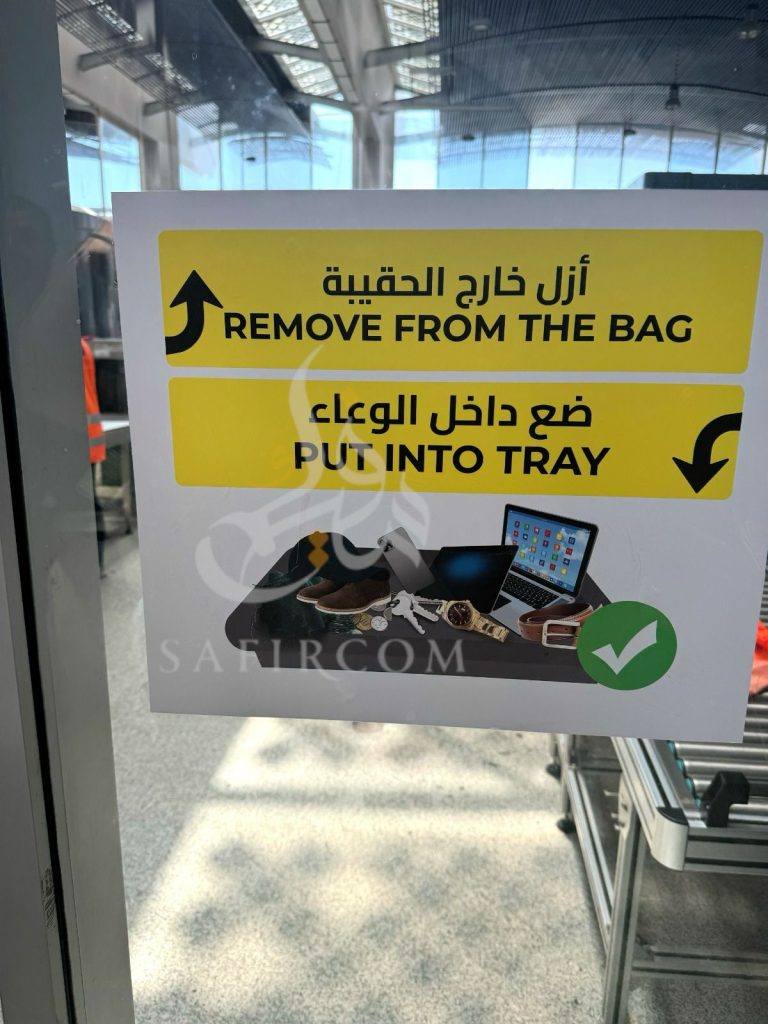 أزل خارج الحقيبة
REMOVE FROM THE BAG
ضع داخل الوعاء
PUT INTO TRAY
SAFIRCOM